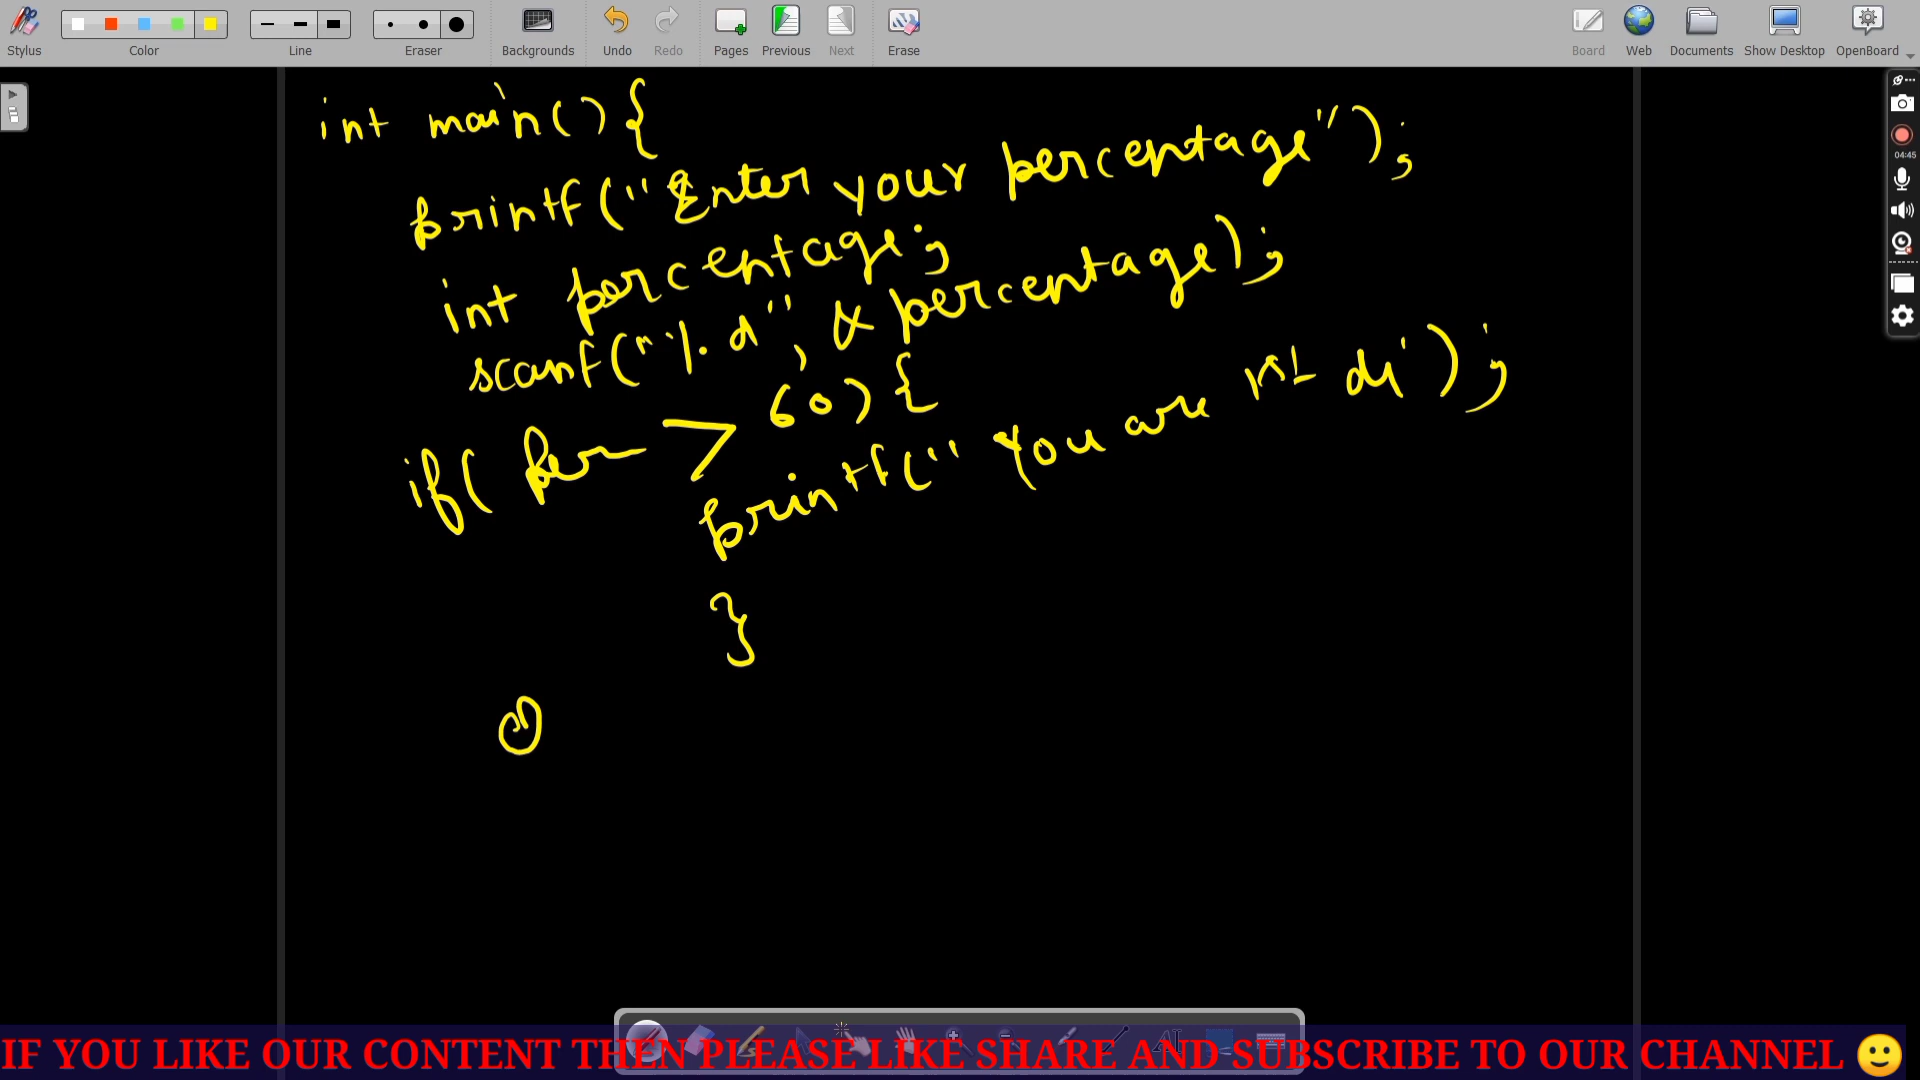 Stylus Color Line Eraser Backgrounds Undo Redo Pages Previous Next Erase Board Web Documents Show Desktop OpenBoard
04:45
int main(){
printf("Enter your percentage");
int percentage;
scanf("%d", &percentage);
if( per > 60) {
printf(" You are
}
IF YOU LIKE OUR CONTENT THEN PLEASE LIKE SHARE AND SUBSCRIBE TO OUR CHANNEL 🙂